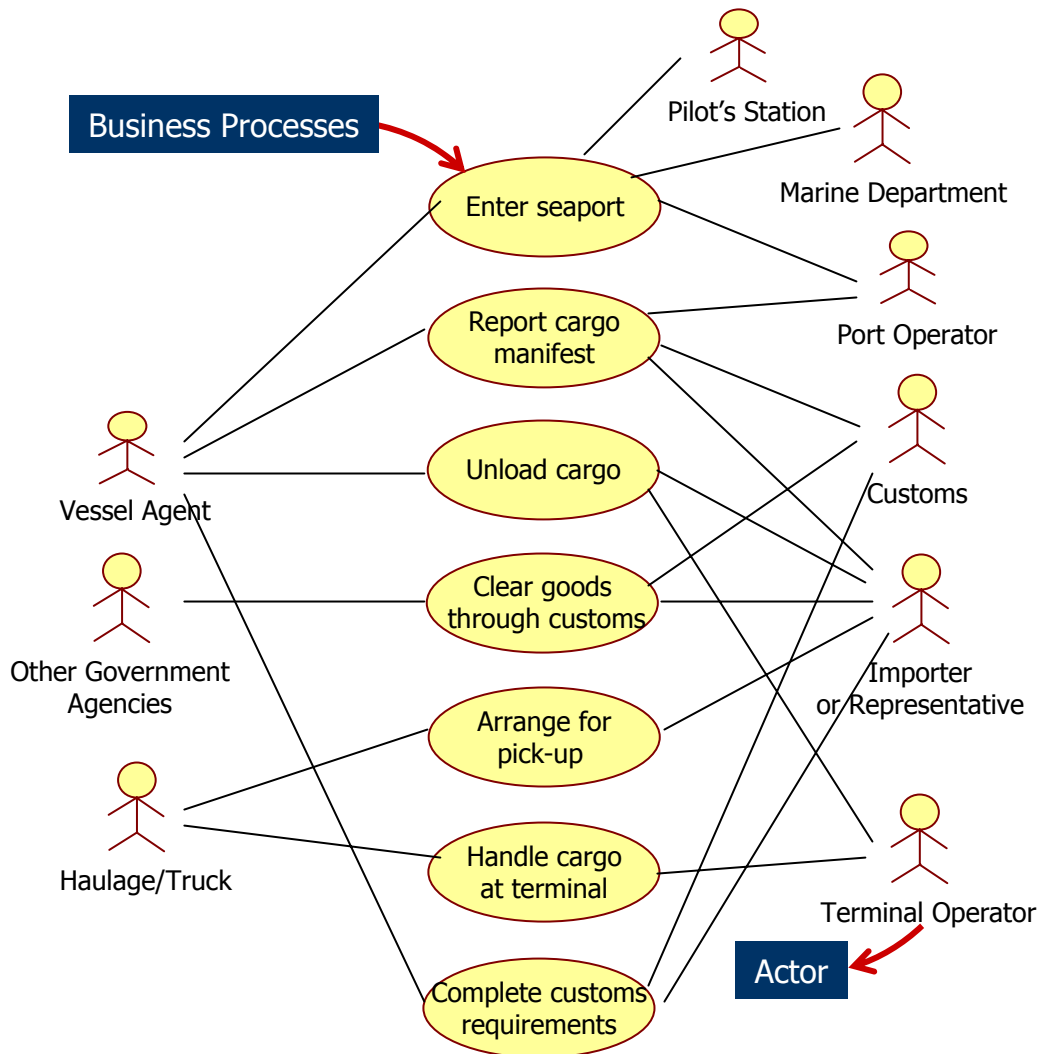 Pilot’s Station
Business Processes
Marine Department
Enter seaport
Report cargo
manifest
Port Operator
Unload cargo
Vessel Agent
Customs
Clear goods
through customs
Other Government
Agencies
Importer
or Representative
Arrange for
pick-up
Handle cargo
at terminal
Haulage/Truck
Terminal Operator
Actor
Complete customs
requirements